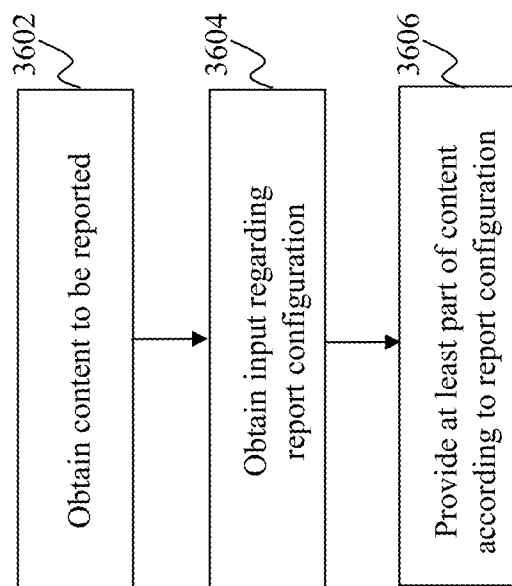 3602
Obtain content to be reported
3604
Obtain input regarding
report configuration
3606
Provide at least part of content
according to report configuration